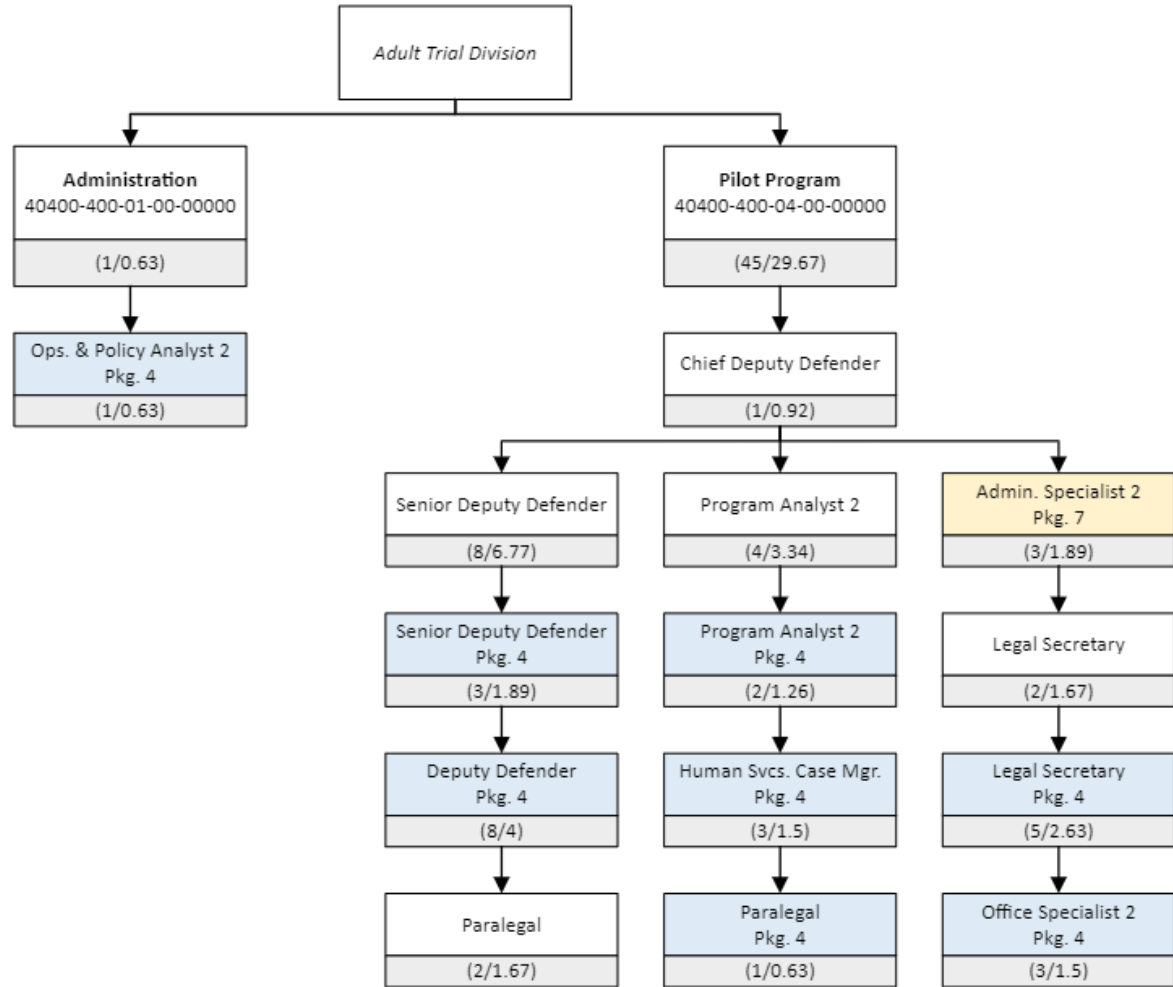 Adult Trial Division
Administration
40400-400-01-00-00000
(1/0.63)
Ops. & Policy Analyst 2
Pkg. 4
(1/0.63)
Pilot Program
40400-400-04-00-00000
(45/29.67)
Chief Deputy Defender
(1/0.92)
Senior Deputy Defender
(8/6.77)
Senior Deputy Defender
Pkg. 4
(3/1.89)
Deputy Defender
Pkg. 4
(8/4)
Paralegal
(2/1.67)
Program Analyst 2
(4/3.34)
Program Analyst 2
Pkg. 4
(2/1.26)
Human Svcs. Case Mgr.
Pkg. 4
(3/1.5)
Paralegal
Pkg. 4
(1/0.63)
Admin. Specialist 2
Pkg. 7
(3/1.89)
Legal Secretary
(2/1.67)
Legal Secretary
Pkg. 4
(5/2.63)
Office Specialist 2
Pkg. 4
(3/1.5)